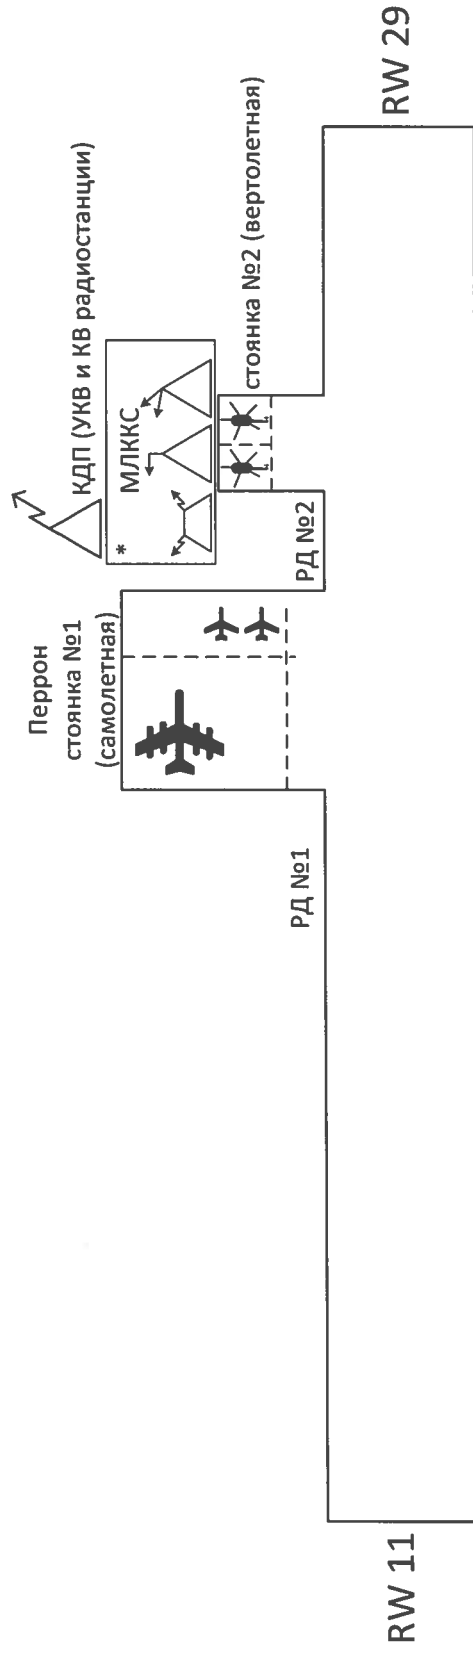 КДП (УКВ и КВ радиостанции)
Перрон
стоянка №1
(самолетная)
*
МЛККС
стоянка №2 (вертолетная)
РД №1
РД №2
RW 11
RW 29